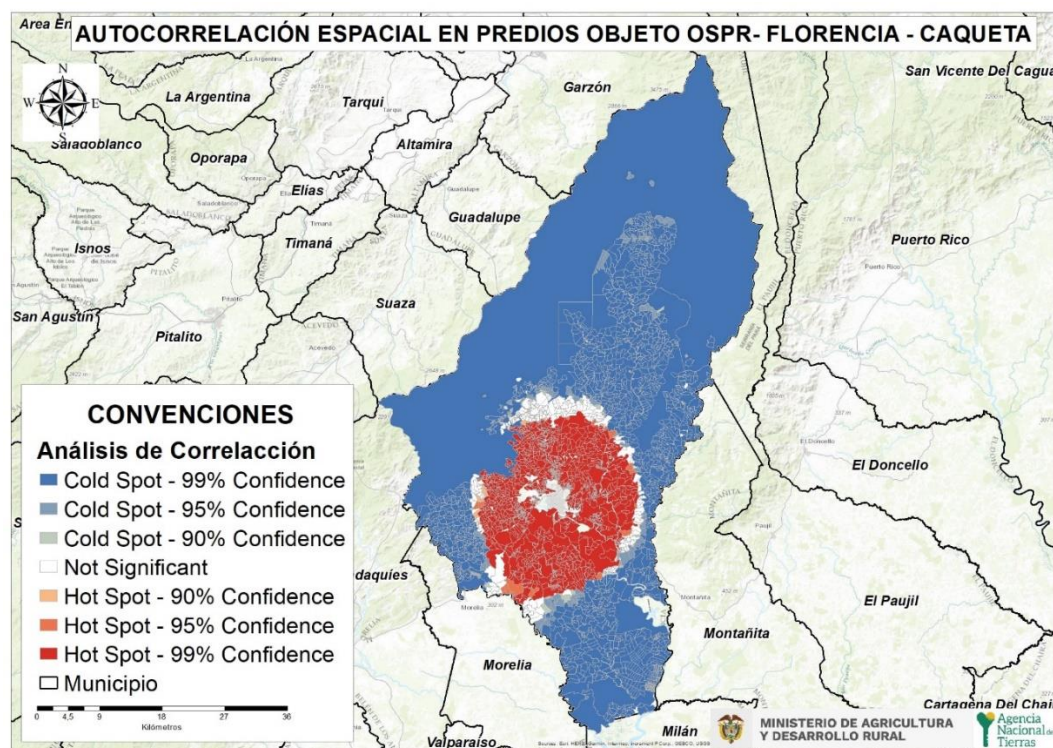 AUTOCORRELACIÓN ESPACIAL EN PREDIOS OBJETO OSPR- FLORENCIA - CAQUETA
N
W E
S
Area En
La Argentina
Tarqui
Garzón
San Vicente Del Cagua
Saladoblanco
Oporapa
Altamira
Elías
Guadalupe
Isnos
Timaná
Puerto Rico
Suaza
San Agustín
Pitalito
El Doncello
daquíes
El Paujil
Montañita
Morelia
Cartagena Del Chair
Milán
Valparaiso
CONVENCIONES
Análisis de Correlacción
Cold Spot - 99% Confidence
Cold Spot - 95% Confidence
Cold Spot - 90% Confidence
Not Significant
Hot Spot - 90% Confidence
Hot Spot - 95% Confidence
Hot Spot - 99% Confidence
Municipio
0 4,5 9 18 27 36
Kilómetros
MINISTERIO DE AGRICULTURA
Y DESARROLLO RURAL
Agencia
Nacional de
Tierras